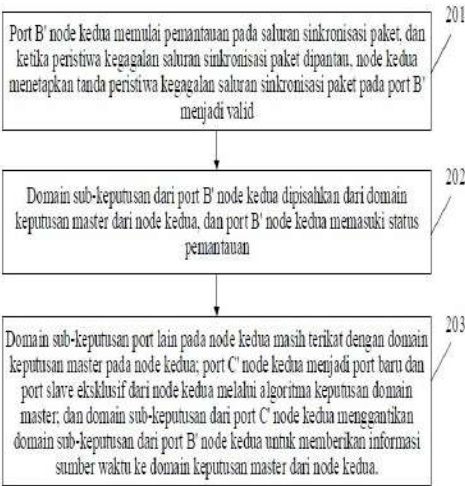 201
Port B' node kedua memulai pemantauan pada saluran sinkronisasi paket, dan
ketika peristiwa kegagalan saluran sinkronisasi paket dipantau, node kedua
menetapkan tanda peristiwa kegagalan saluran sinkronisasi paket pada port B'
menjadi valid
202
Domain sub-keputusan dari port B' node kedua dipisahkan dari domain
keputusan master dari node kedua, dan port B' node kedua memasuki status
pemantauan
203
Domain sub-keputusan port lain pada node kedua masih terikat dengan domain
keputusan master pada node kedua; port C' node kedua menjadi port baru dan
port slave eksklusif dari node kedua melalui algoritma keputusan domain
master; dan domain sub-keputusan dari port C' node kedua menggantikan
domain sub-keputusan dari port B' node kedua untuk memberikan informasi
sumber waktu ke domain keputusan master dari node kedua.